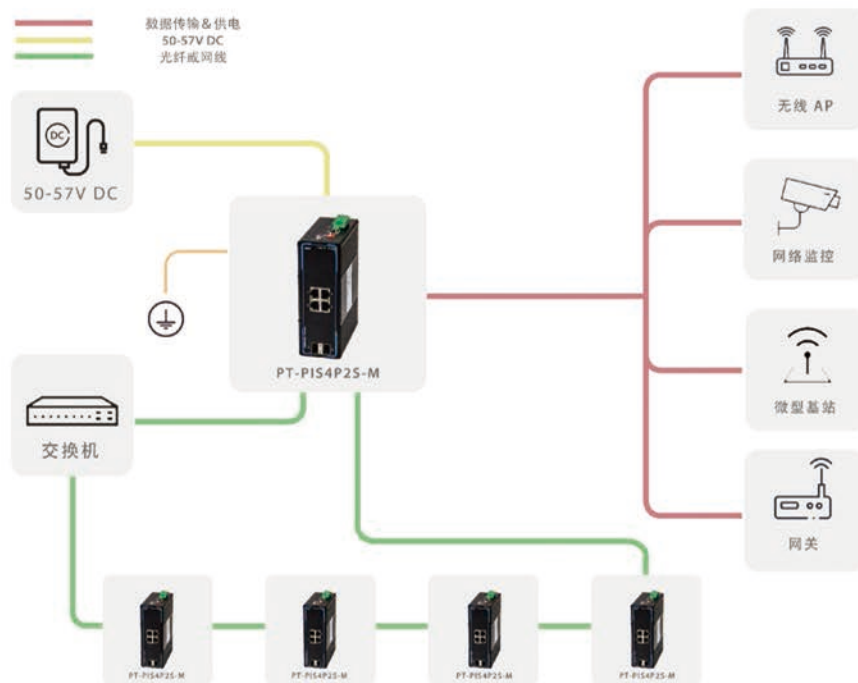 数据传输&供电
50-57V DC
光纤或网线
DC
50-57V DC
PT-PIS4P2S-M
交换机
无线 AP
网络监控
微型基站
网关
PT-PIS4P2S-M
PT-PIS4P2S-M
PT-PIS4P2S-M
PT-PIS4P2S-M